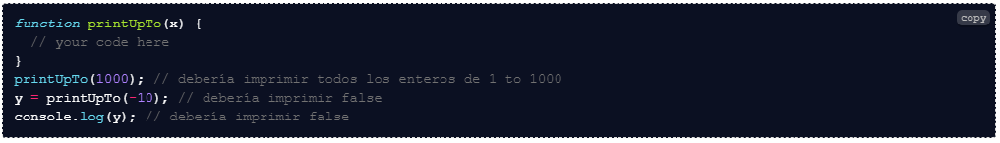 function printUpTo(x) {
copy
  // your code here
}
printUpTo(1000); // debería imprimir todos los enteros de 1 to 1000
y = printUpTo(-10); // debería imprimir false
console.log(y); // debería imprimir false